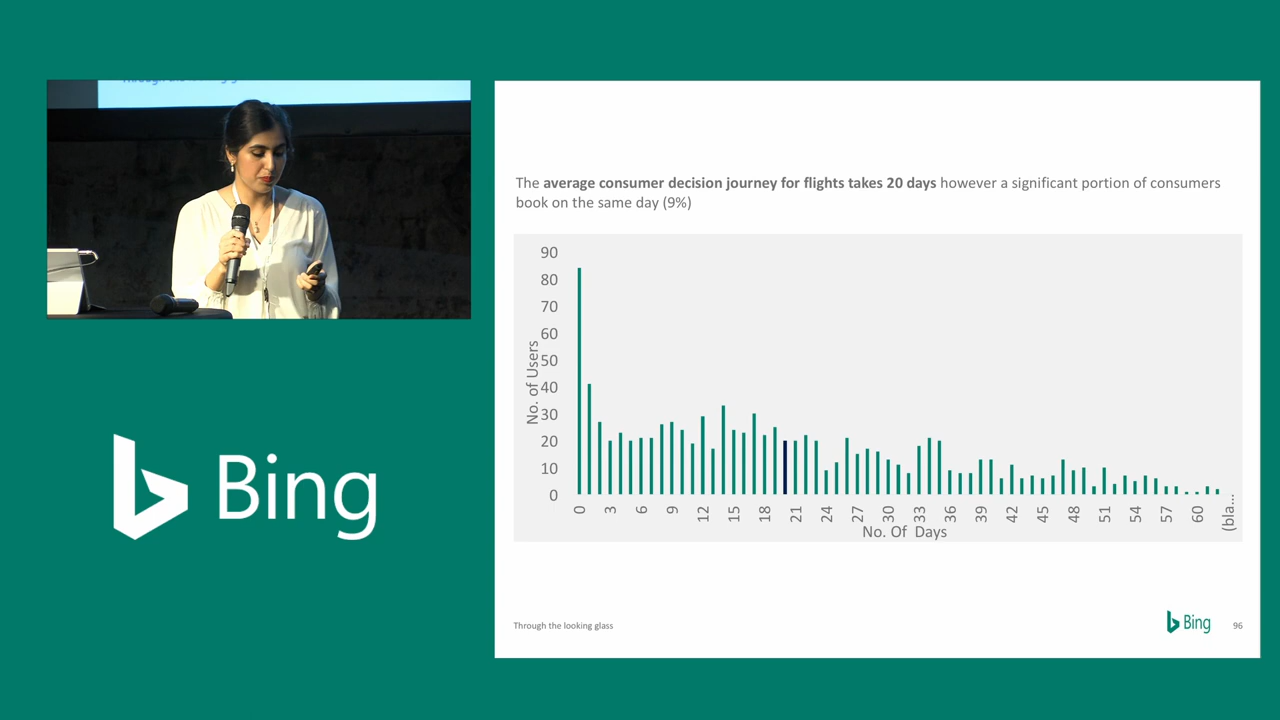 The average consumer decision journey for flights takes 20 days however a significant portion of consumers
book on the same day (9%)
90
80
70
60
50
40
30
20
10
0
No. of Users
0 3 6 9 12 15 18 21 24 27 30 33 36 39 42 45 48 51 54 57 60 (bla...
No. Of Days
Bing
Through the looking glass
Bing
96